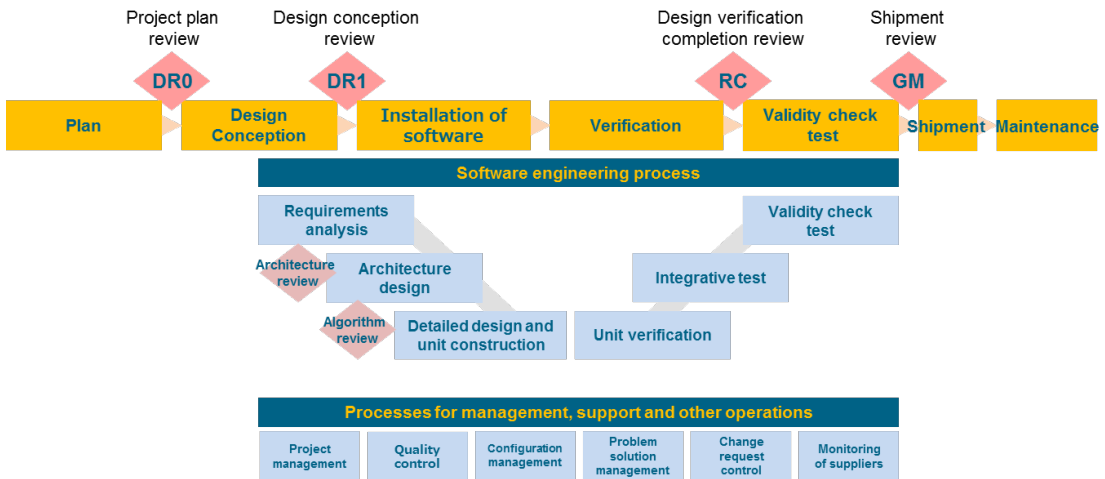 Project plan
review
Design conception
review
Design verification
completion review
Shipment
review
DR0
DR1
RC
GM
Plan
Design
Conception
Installation of
software
Verification
Validity check
test
Shipment
Maintenance
Software engineering process
Requirements
analysis
Validity check
test
Architecture
review
Architecture
design
Integrative test
Algorithm
review
Detailed design and
unit construction
Unit verification
Processes for management, support and other operations
Project
management
Quality
control
Configuration
management
Problem
solution
management
Change
request
control
Monitoring
of suppliers